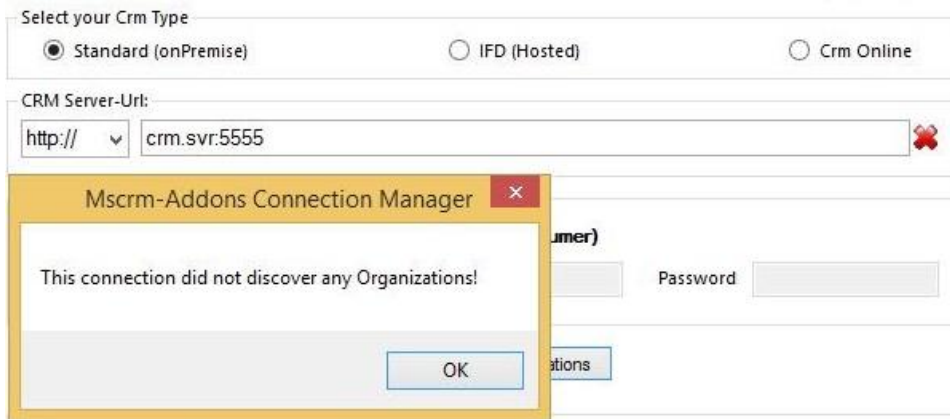 Select your Crm Type
Standard (onPremise) IFD (Hosted) Crm Online
CRM Server-Url:
http:// crm.svr:5555
Mscrm-Addons Connection Manager
This connection did not discover any Organizations!
Password
OK